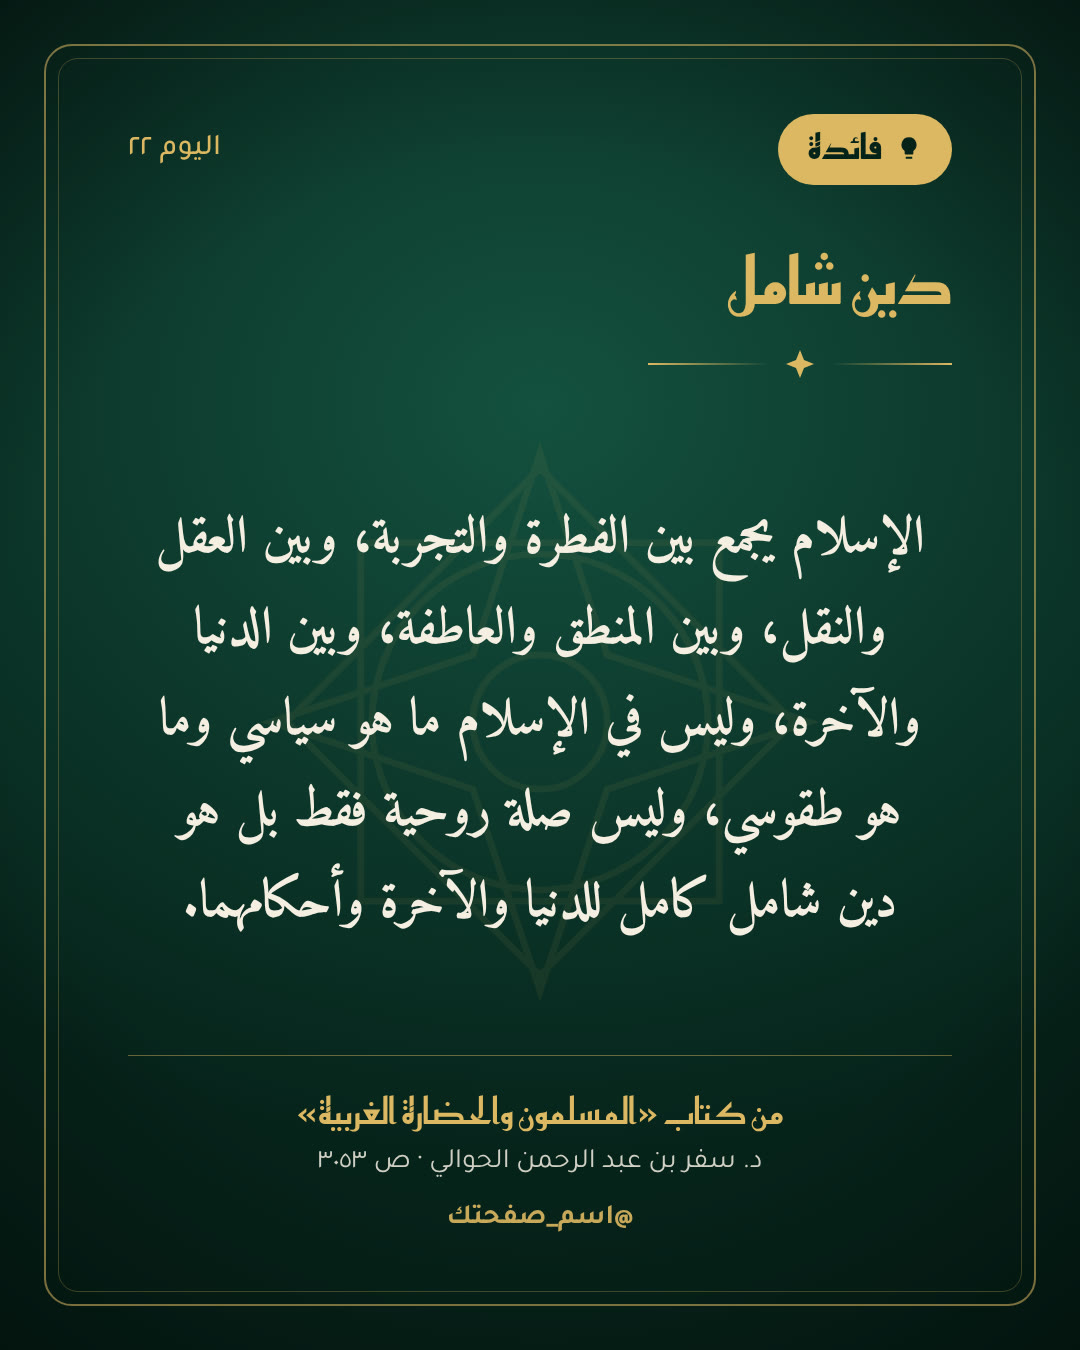 فائدة
اليوم ٢٢
دين شامل
الإسلام يجمع بين الفطرة والتجربة، وبين العقل
والنقل، وبين المنطق والعاطفة، وبين الدنيا
والآخرة، وليس في الإسلام ما هو سياسي وما
هو طقوسي، وليس صلة روحية فقط بل هو
دين شامل كامل للدنيا والآخرة وأحكامهما.
من كتاب «المسلمون والحضارة الغربية»
د. سفر بن عبد الرحمن الحوالي · ص ٣٠٥٣
@اسم_صفحتك